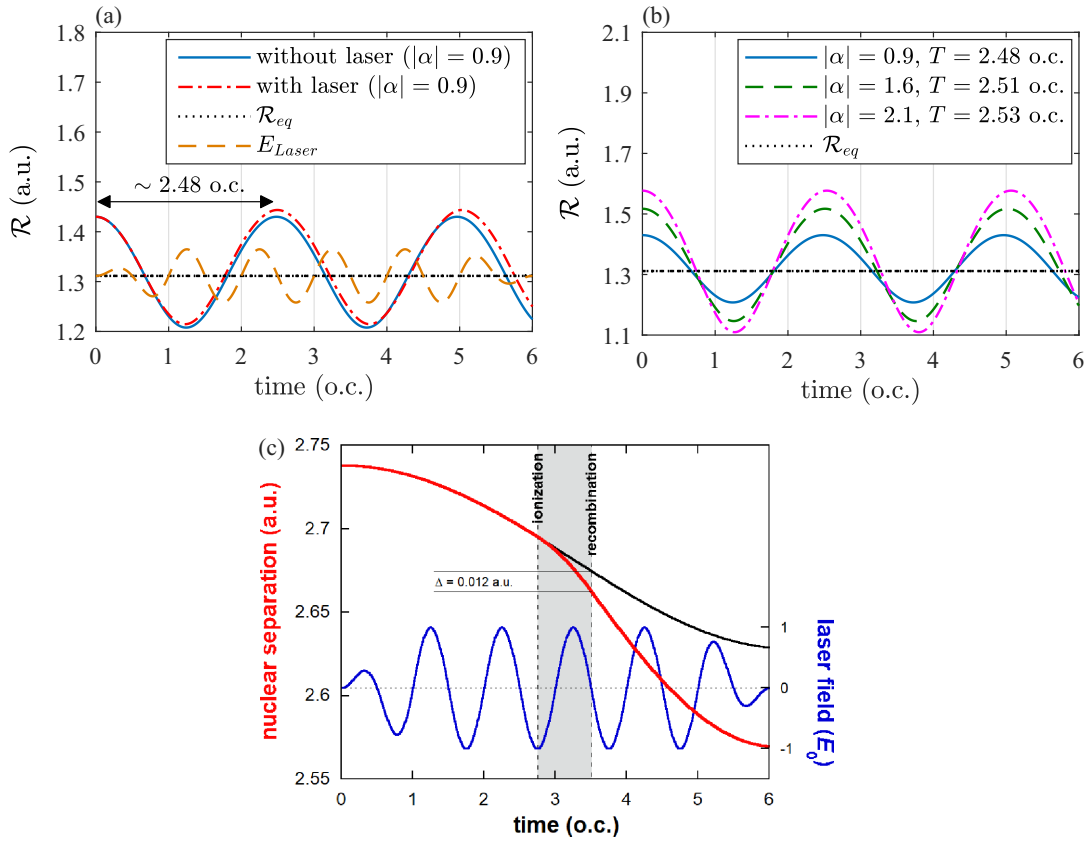 (a)
1.8
1.7
1.6
1.5
1.4
1.3
1.2
ℛ (a.u.)
without laser (|α| = 0.9)
with laser (|α| = 0.9)
ℛeq
ELaser
∼ 2.48 o.c.
0 1 2 3 4 5 6
time (o.c.)
(b)
2.1
1.9
1.7
1.5
1.3
1.1
ℛ (a.u.)
|α| = 0.9, T = 2.48 o.c.
|α| = 1.6, T = 2.51 o.c.
|α| = 2.1, T = 2.53 o.c.
ℛeq
0 1 2 3 4 5 6
time (o.c.)
(c)
2.75
2.7
2.65
2.6
2.55
nuclear separation (a.u.)
ionization
recombination
Δ = 0.012 a.u.
1
0
-1
laser field (E0)
0 1 2 3 4 5 6
time (o.c.)